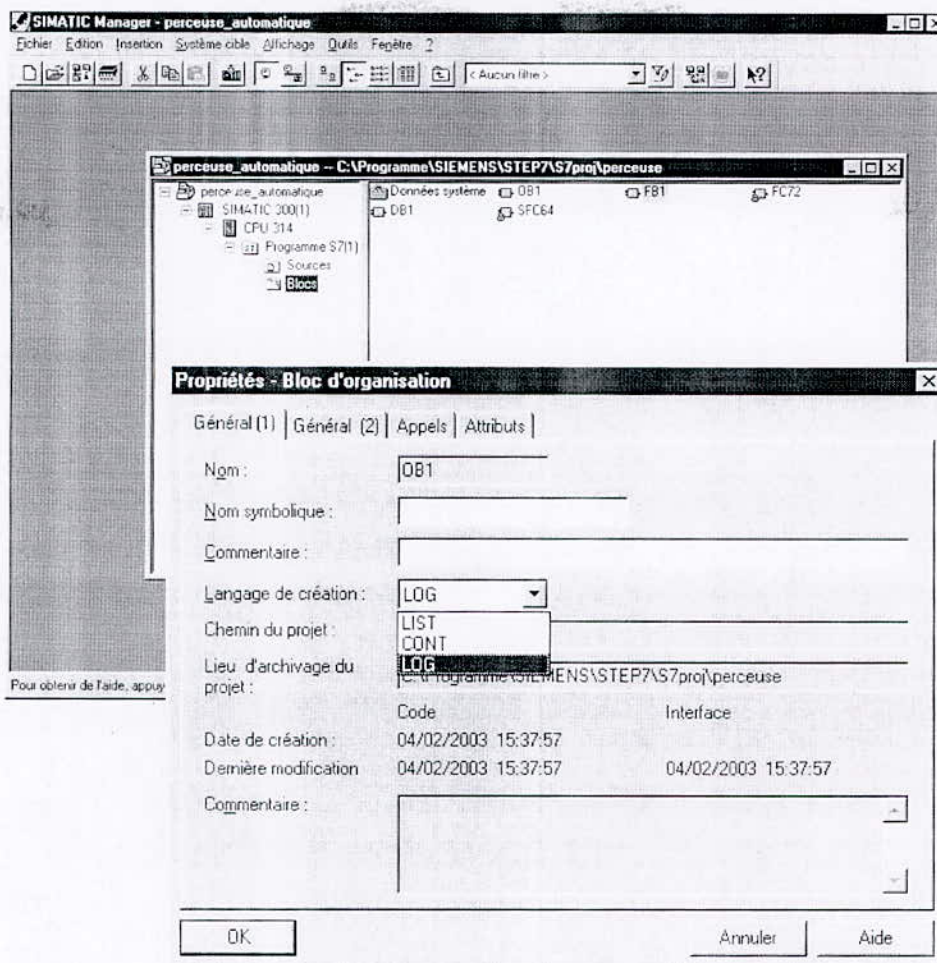 SIMATIC Manager - perceuse_automatique
Fichier Edition Insertion Système cible Affichage Outils Fenêtre ?
< Aucun filtre >
perceuse_automatique -- C:\Programme\SIEMENS\STEP7\S7proj\perceuse
perceuse_automatique
SIMATIC 300(1)
CPU 314
Programme S7(1)
Sources
Blocs
Données système OB1 FB1 FC72
DB1 SFC64
Propriétés - Bloc d'organisation
Général (1) Général (2) Appels Attributs
Nom : OB1
Nom symbolique :
Commentaire :
Langage de création : LOG
LIST
CONT
LOG
Chemin du projet :
Lieu d'archivage du projet : C:\Programme\SIEMENS\STEP7\S7proj\perceuse
Code Interface
Date de création : 04/02/2003 15:37:57
Dernière modification 04/02/2003 15:37:57 04/02/2003 15:37:57
Commentaire :
OK Annuler Aide
Pour obtenir de l'aide, appuy